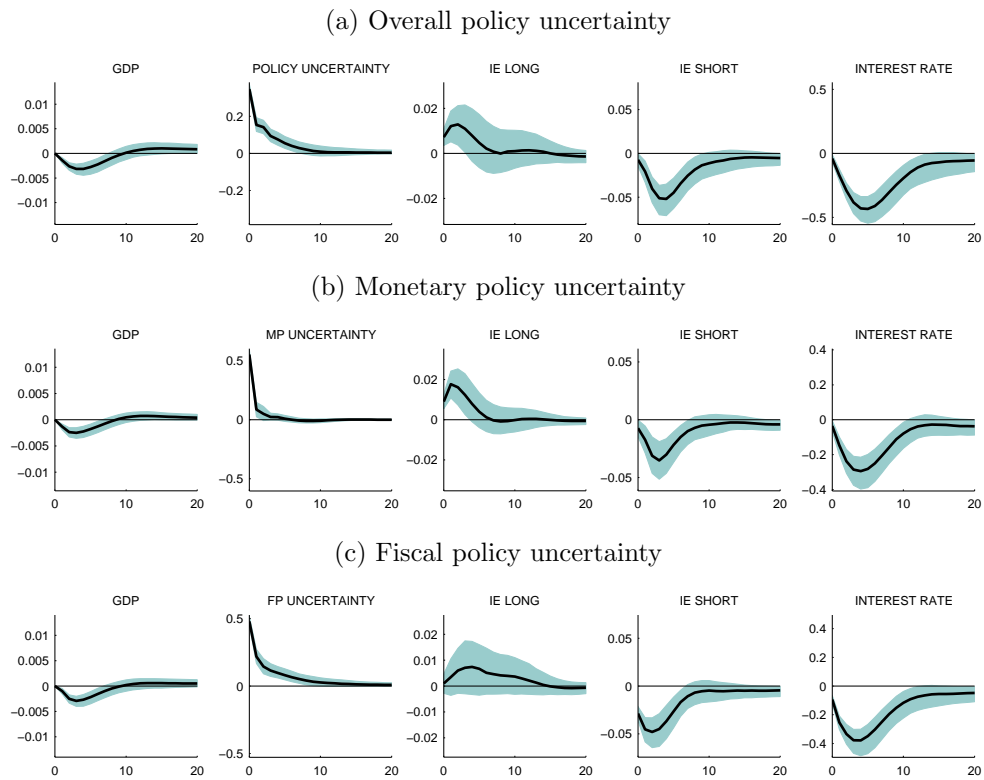 (a) Overall policy uncertainty
GDP POLICY UNCERTAINTY IE LONG IE SHORT INTEREST RATE
0.01 0.005 0 −0.005 −0.01
0 10 20
0.2 0 −0.2
0 10 20
0.02 0 −0.02
0 10 20
0.05 0 −0.05
0 10 20
0.5 0 −0.5
0 10 20
(b) Monetary policy uncertainty
GDP MP UNCERTAINTY IE LONG IE SHORT INTEREST RATE
0.01 0.005 0 −0.005 −0.01
0 10 20
0.5 0 −0.5
0 10 20
0.02 0 −0.02
0 10 20
0.05 0 −0.05
0 10 20
0.4 0.2 0 −0.2 −0.4
0 10 20
(c) Fiscal policy uncertainty
GDP FP UNCERTAINTY IE LONG IE SHORT INTEREST RATE
0.01 0.005 0 −0.005 −0.01
0 10 20
0.5 0 −0.5
0 10 20
0.02 0.01 0 −0.01 −0.02
0 10 20
0.05 0 −0.05
0 10 20
0.4 0.2 0 −0.2 −0.4
0 10 20